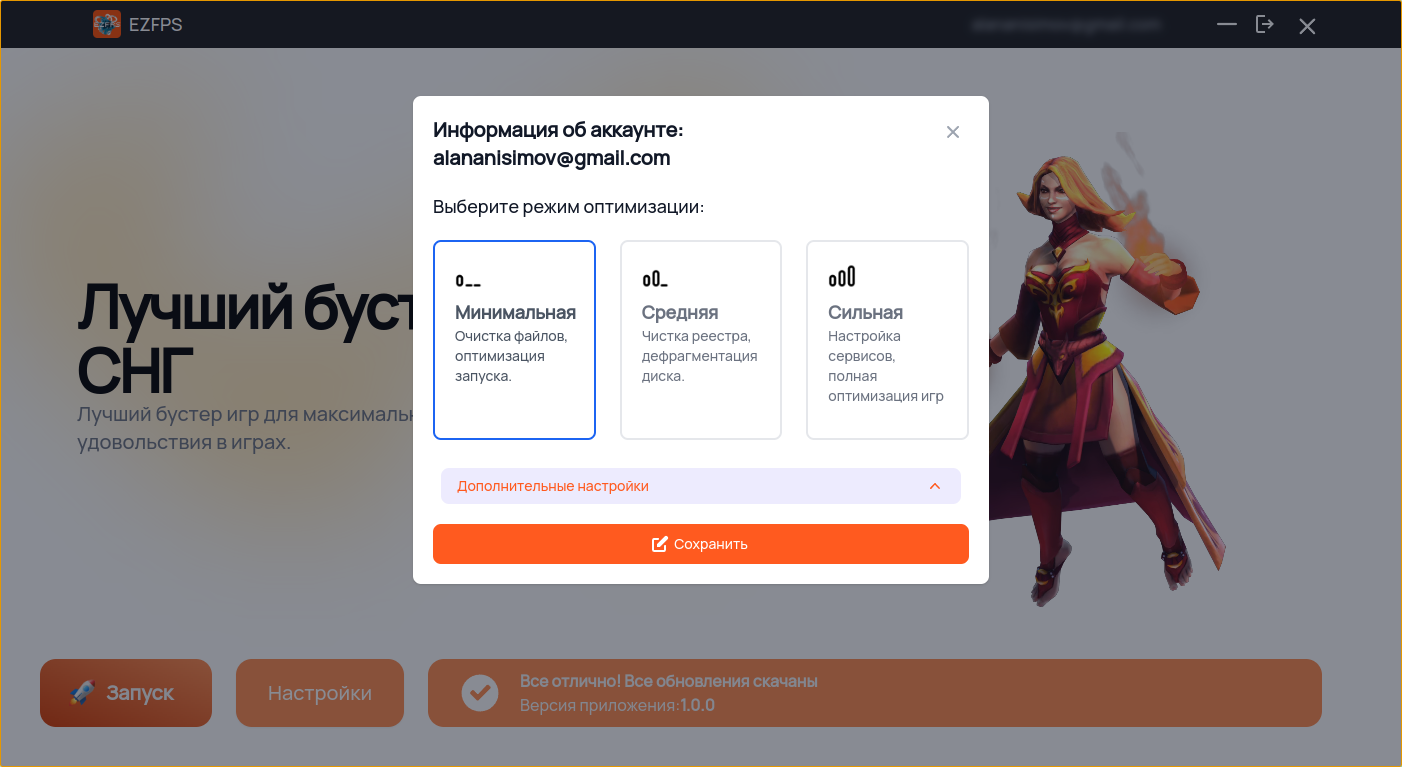 EZFPS
Информация об аккаунте:
alananisimov@gmail.com
Выберите режим оптимизации:
Минимальная
Очистка файлов,
оптимизация
запуска.
Средняя
Чистка реестра,
дефрагментация
диска.
Сильная
Настройка
сервисов,
полная
оптимизация игр
Дополнительные настройки
Сохранить
Лучший буст
СНГ
Лучший бустер игр для максималь
удовольствия в играх.
Запуск
Настройки
Все отлично! Все обновления скачаны
Версия приложения:1.0.0